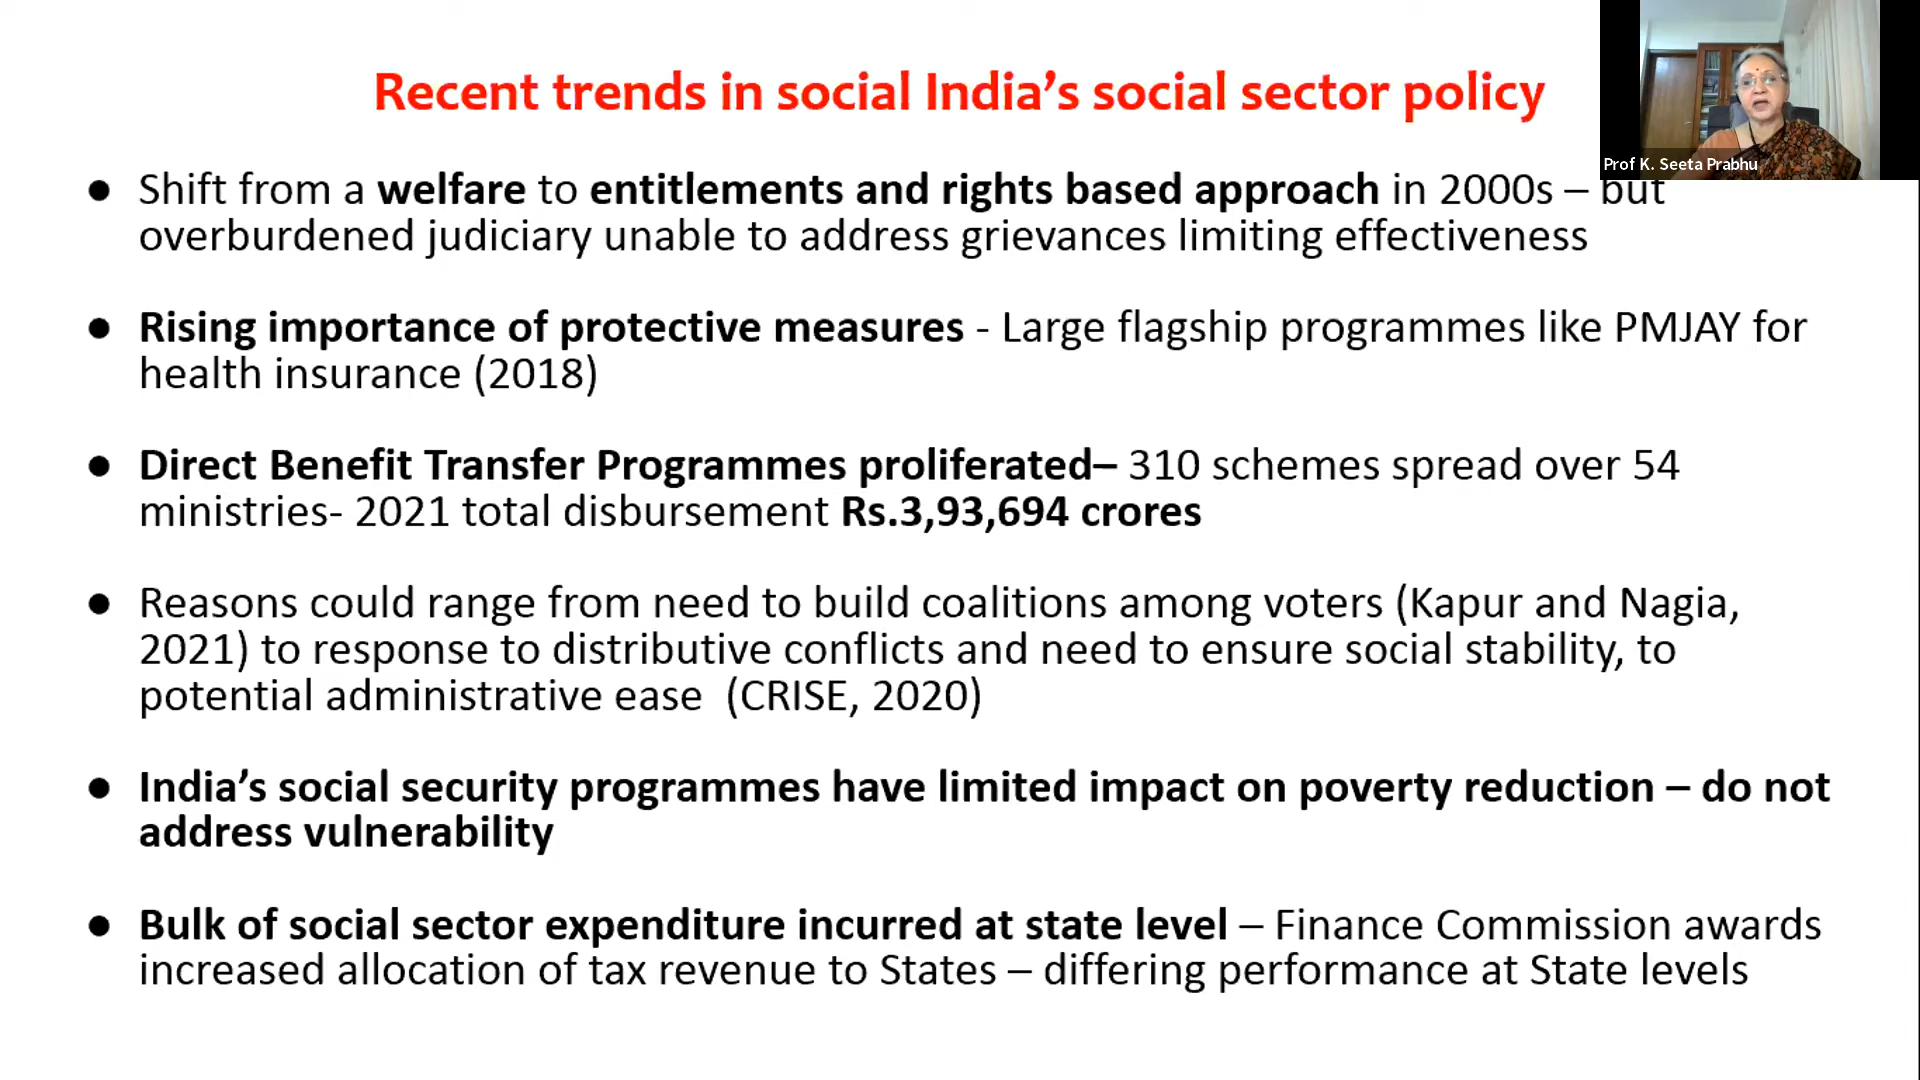 Recent trends in social India’s social sector policy
Prof K. Seeta Prabhu
● Shift from a welfare to entitlements and rights based approach in 2000s – but
overburdened judiciary unable to address grievances limiting effectiveness
● Rising importance of protective measures - Large flagship programmes like PMJAY for
health insurance (2018)
● Direct Benefit Transfer Programmes proliferated– 310 schemes spread over 54
ministries- 2021 total disbursement Rs.3,93,694 crores
● Reasons could range from need to build coalitions among voters (Kapur and Nagia,
2021) to response to distributive conflicts and need to ensure social stability, to
potential administrative ease (CRISE, 2020)
● India’s social security programmes have limited impact on poverty reduction – do not
address vulnerability
● Bulk of social sector expenditure incurred at state level – Finance Commission awards
increased allocation of tax revenue to States – differing performance at State levels